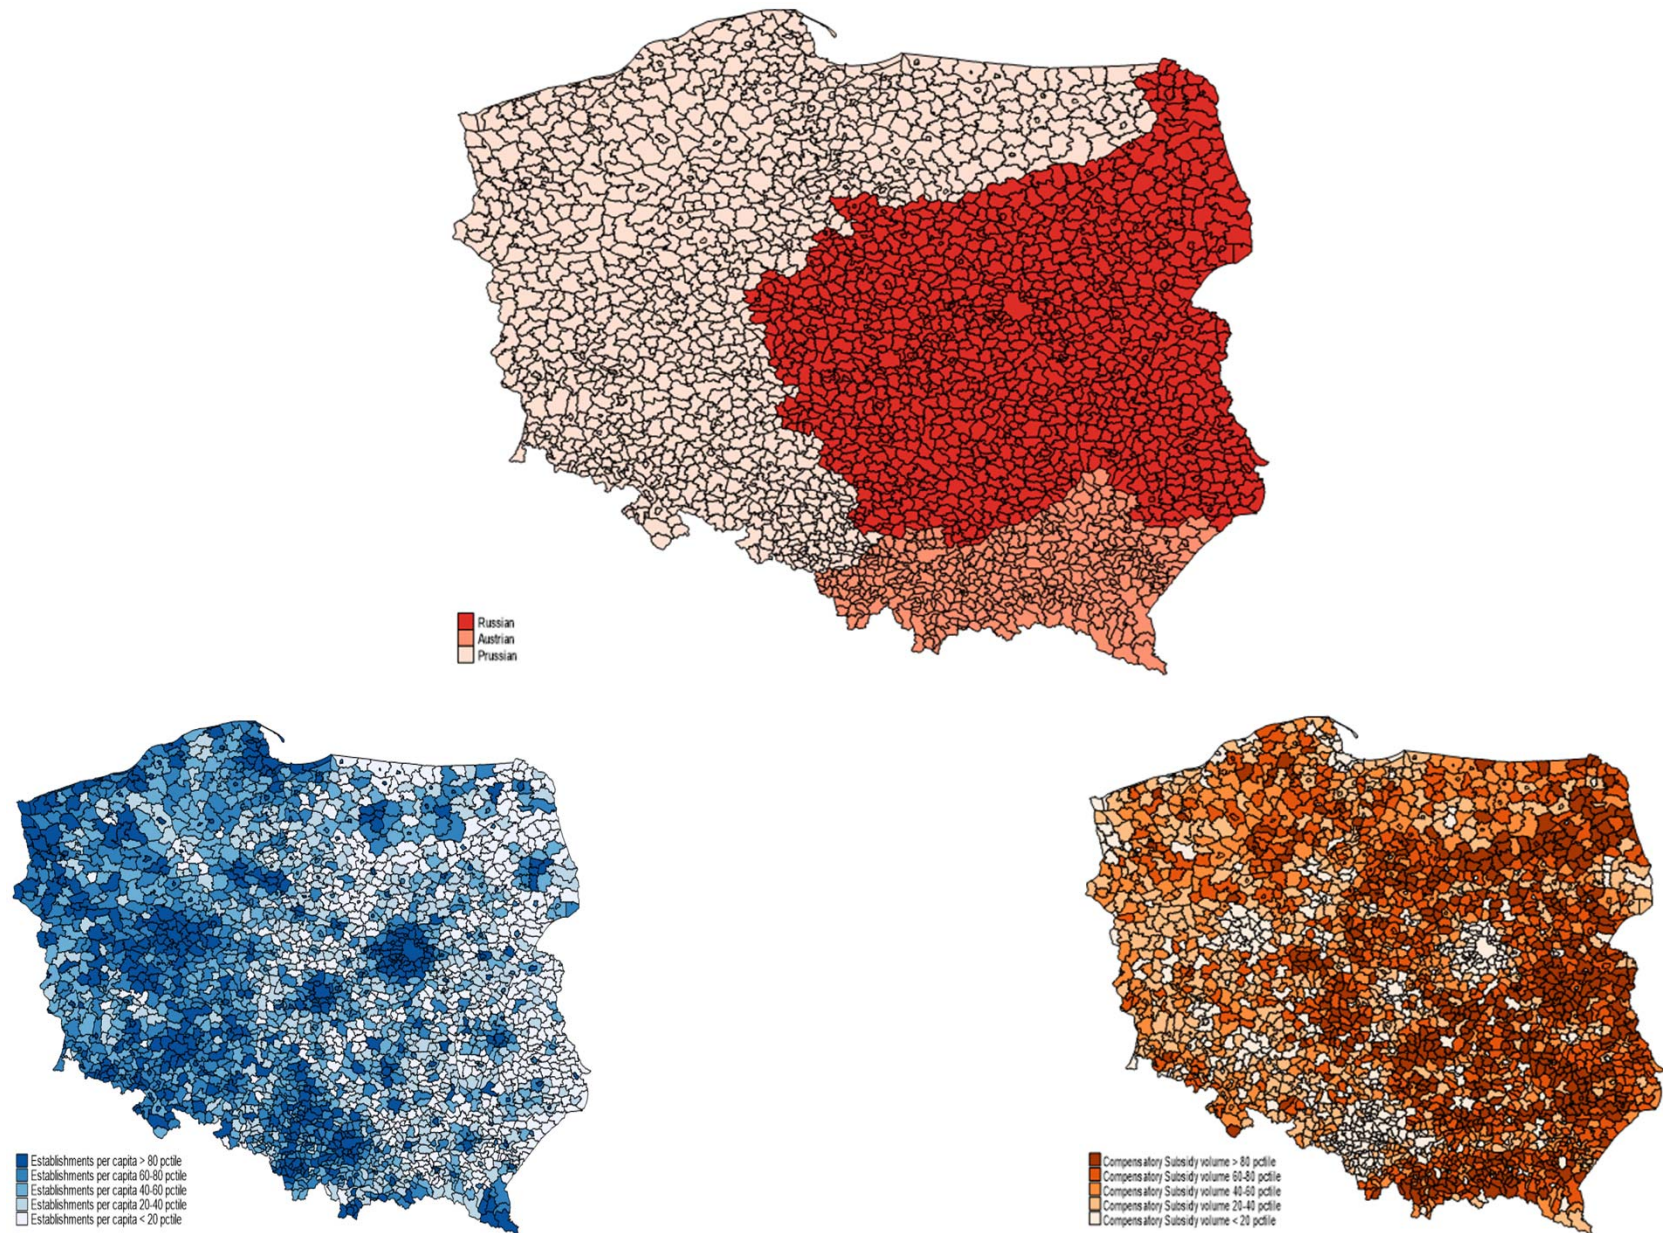 Russian
Austrian
Prussian
Establishments per capita > 80 pctile
Establishments per capita 60-80 pctile
Establishments per capita 40-60 pctile
Establishments per capita 20-40 pctile
Establishments per capita < 20 pctile
Compensatory Subsidy volume > 80 pctile
Compensatory Subsidy volume 60-80 pctile
Compensatory Subsidy volume 40-60 pctile
Compensatory Subsidy volume 20-40 pctile
Compensatory Subsidy volume < 20 pctile